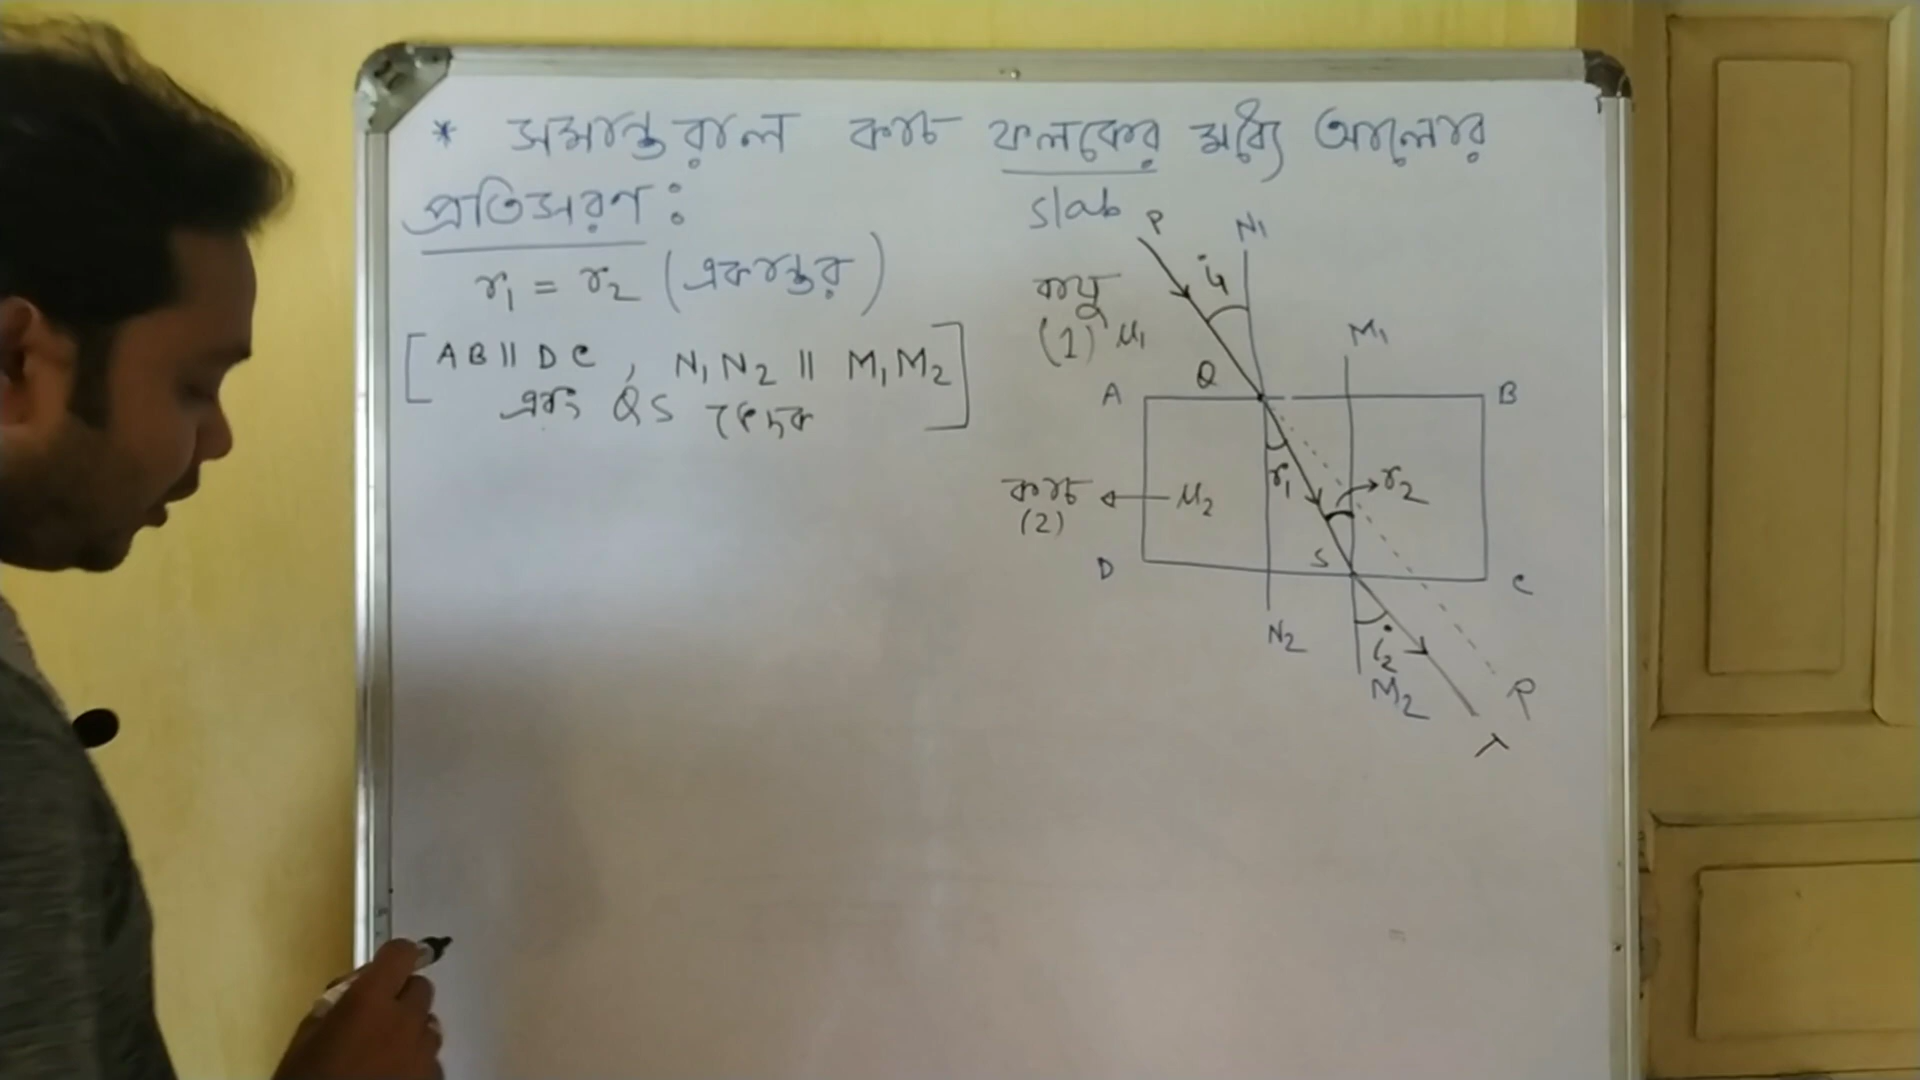 * সমান্তরাল কাচ ফলকের মধ্যে আলোর
প্রতিসরণ :
slab
r₁ = r₂ (একান্তর)
[AB || DC , N₁N₂ || M₁M₂
এবং QS ছেদক]
P
N₁
i₁
বায়ু
(1) μ₁
M₁
Q
A
B
r₁
r₂
কাচ
(2)
μ₂
S
D
C
N₂
i₂
M₂
R
T